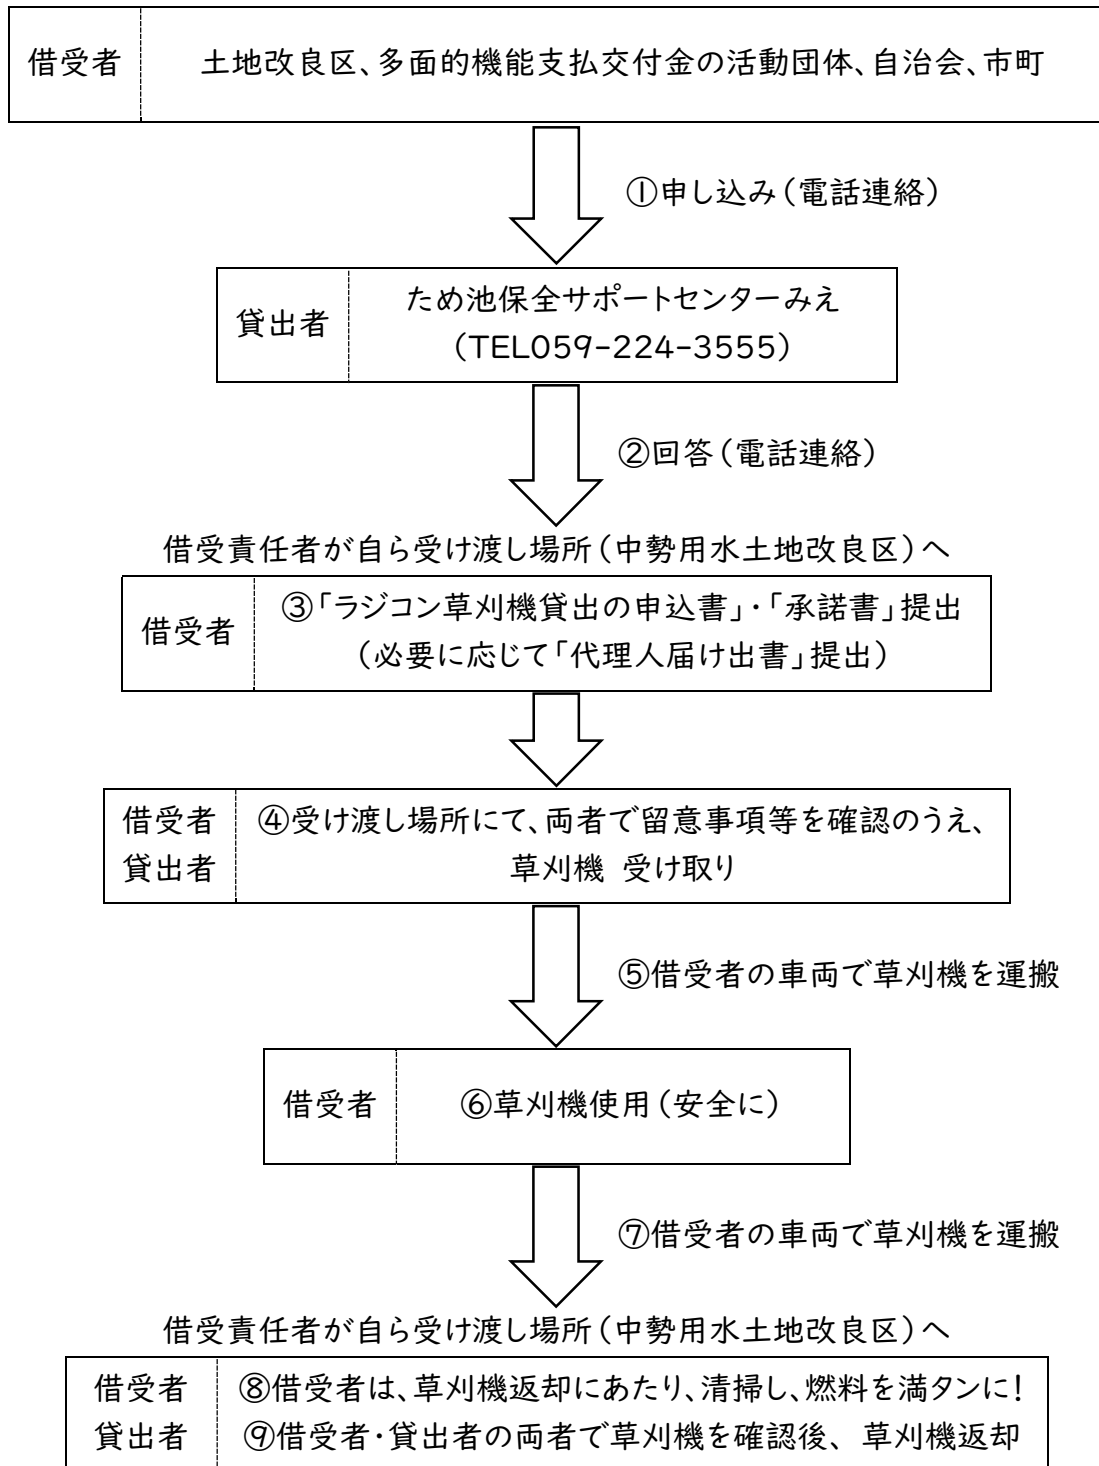 借受者
土地改良区、多面的機能支払交付金の活動団体、自治会、市町
①申し込み（電話連絡）
貸出者
ため池保全サポートセンターみえ
（TEL059-224-3555）
②回答（電話連絡）
借受責任者が自ら受け渡し場所（中勢用水土地改良区）へ
借受者
③「ラジコン草刈機貸出の申込書」・「承諾書」提出
（必要に応じて「代理人届け出書」提出）
借受者
貸出者
④受け渡し場所にて、両者で留意事項等を確認のうえ、
草刈機 受け取り
⑤借受者の車両で草刈機を運搬
借受者
⑥草刈機使用（安全に）
⑦借受者の車両で草刈機を運搬
借受責任者が自ら受け渡し場所（中勢用水土地改良区）へ
借受者
貸出者
⑧借受者は、草刈機返却にあたり、清掃し、燃料を満タンに！
⑨借受者・貸出者の両者で草刈機を確認後、草刈機返却